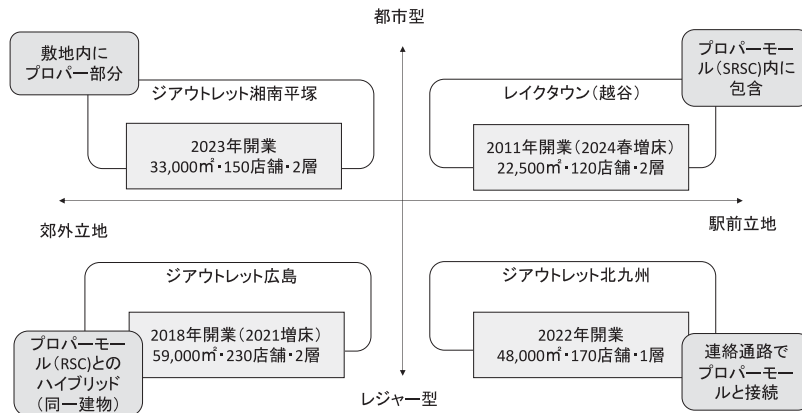 都市型
敷地内に
プロパー部分
ジアウトレット湘南平塚
2023年開業
33,000㎡・150店舗・2層
プロパーモー
ル(SRSC)内に
包含
レイクタウン(越谷)
2011年開業(2024春増床)
22,500㎡・120店舗・2層
郊外立地
駅前立地
ジアウトレット広島
2018年開業(2021増床)
59,000㎡・230店舗・2層
プロパーモー
ル(RSC)との
ハイブリッド
(同一建物)
ジアウトレット北九州
2022年開業
48,000㎡・170店舗・1層
連絡通路で
プロパーモー
ルと接続
レジャー型